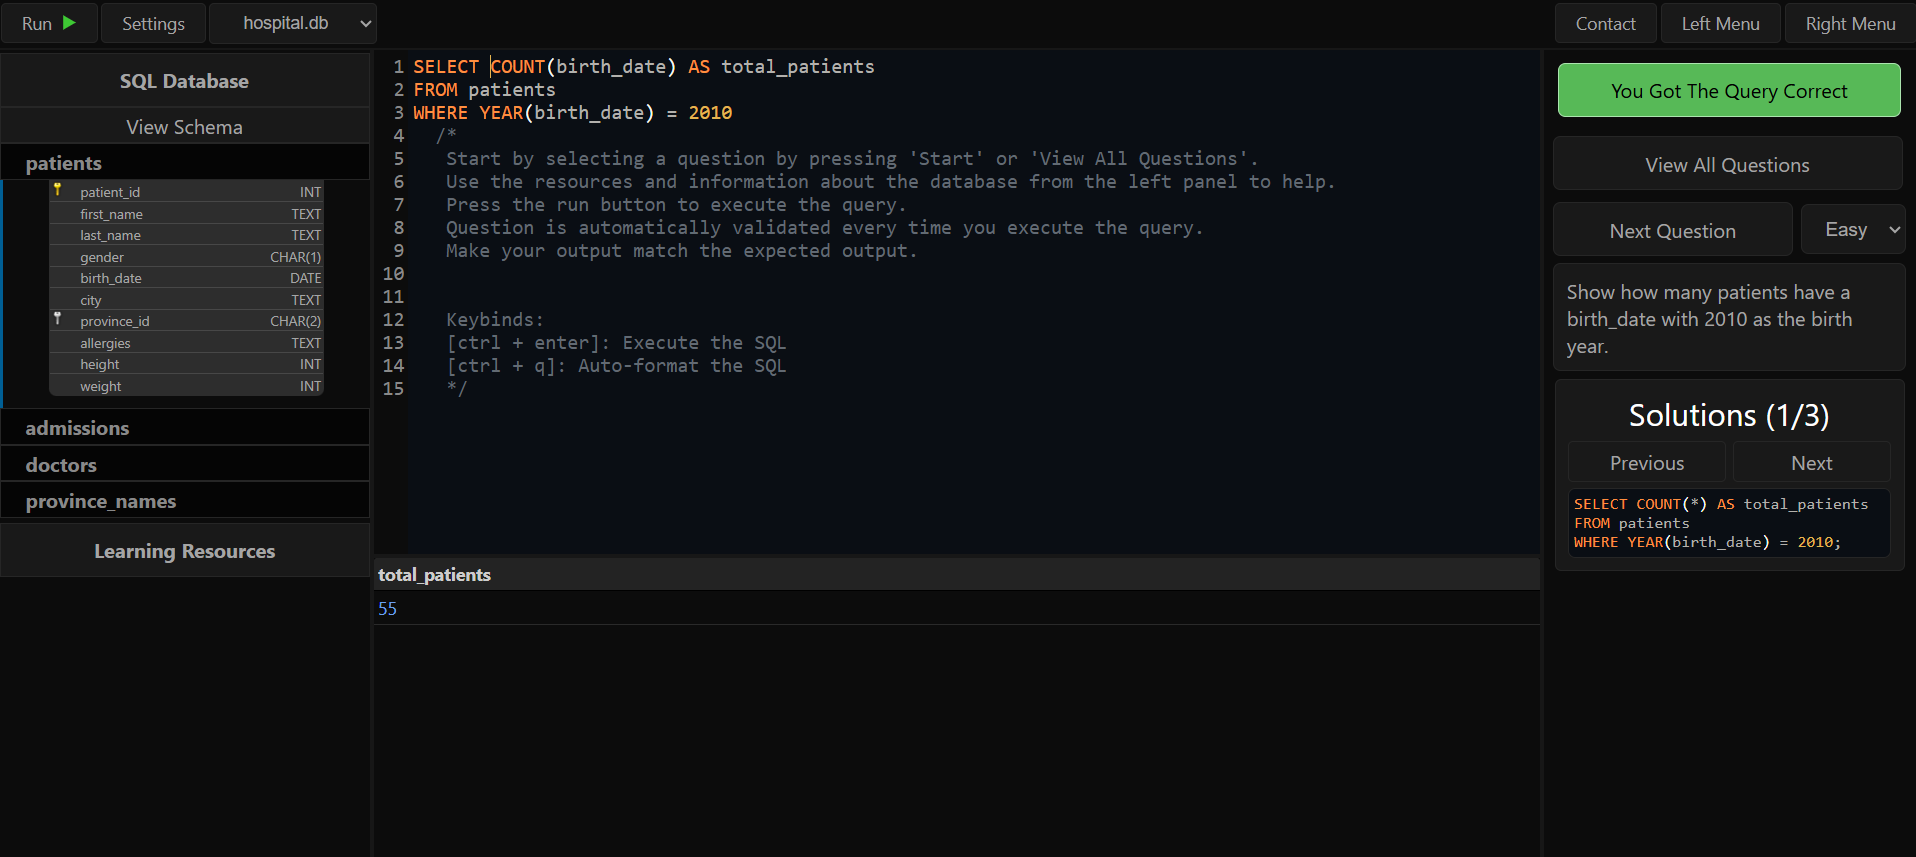 Run
Settings
hospital.db
Contact
Left Menu
Right Menu
SQL Database
View Schema
patients
patient_id INT
first_name TEXT
last_name TEXT
gender CHAR(1)
birth_date DATE
city TEXT
province_id CHAR(2)
allergies TEXT
height INT
weight INT
admissions
doctors
province_names
Learning Resources
1 SELECT COUNT(birth_date) AS total_patients
2 FROM patients
3 WHERE YEAR(birth_date) = 2010
4 /*
5 Start by selecting a question by pressing 'Start' or 'View All Questions'.
6 Use the resources and information about the database from the left panel to help.
7 Press the run button to execute the query.
8 Question is automatically validated every time you execute the query.
9 Make your output match the expected output.
10
11
12 Keybinds:
13 [ctrl + enter]: Execute the SQL
14 [ctrl + q]: Auto-format the SQL
15 */
total_patients
55
You Got The Query Correct
View All Questions
Next Question
Easy
Show how many patients have a
birth_date with 2010 as the birth
year.
Solutions (1/3)
Previous
Next
SELECT COUNT(*) AS total_patients
FROM patients
WHERE YEAR(birth_date) = 2010;